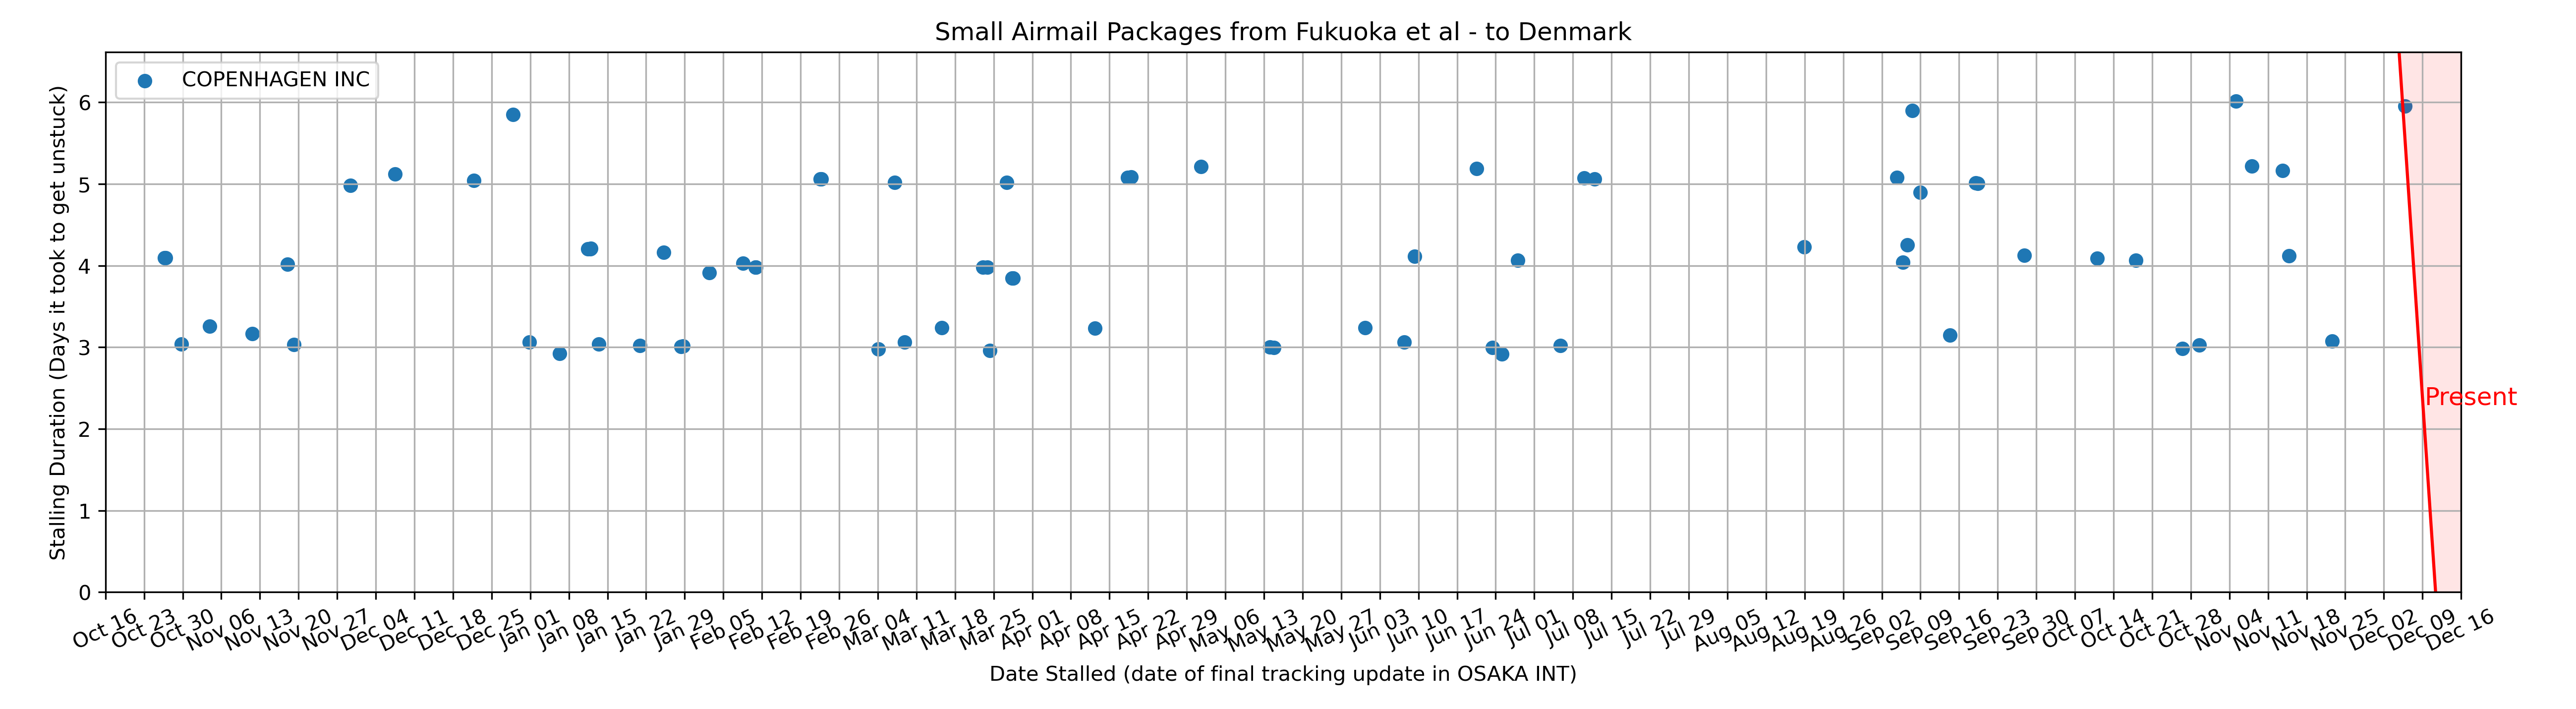 Small Airmail Packages from Fukuoka et al - to Denmark
COPENHAGEN INC
Stalling Duration (Days it took to get unstuck)
6
5
4
3
2
1
0
Present
Oct 16
Oct 23
Oct 30
Nov 06
Nov 13
Nov 20
Nov 27
Dec 04
Dec 11
Dec 18
Dec 25
Jan 01
Jan 08
Jan 15
Jan 22
Jan 29
Feb 05
Feb 12
Feb 19
Feb 26
Mar 04
Mar 11
Mar 18
Mar 25
Apr 01
Apr 08
Apr 15
Apr 22
Apr 29
May 06
May 13
May 20
May 27
Jun 03
Jun 10
Jun 17
Jun 24
Jul 01
Jul 08
Jul 15
Jul 22
Jul 29
Aug 05
Aug 12
Aug 19
Aug 26
Sep 02
Sep 09
Sep 16
Sep 23
Sep 30
Oct 07
Oct 14
Oct 21
Oct 28
Nov 04
Nov 11
Nov 18
Nov 25
Dec 02
Dec 09
Dec 16
Date Stalled (date of final tracking update in OSAKA INT)